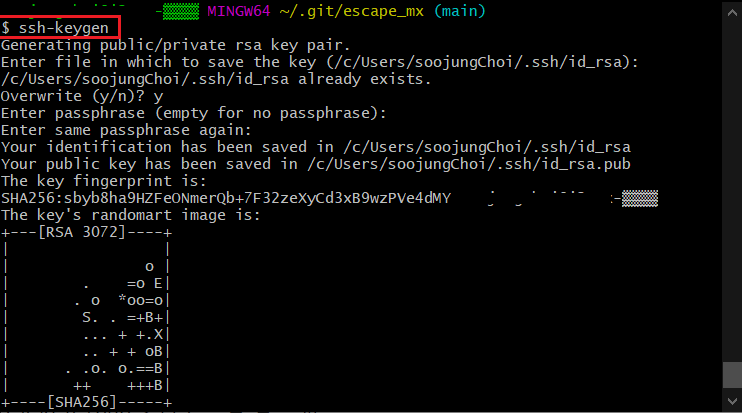 MINGW64 ~/.git/escape_mx (main)
$ ssh-keygen
Generating public/private rsa key pair.
Enter file in which to save the key (/c/Users/soojungChoi/.ssh/id_rsa):
/c/Users/soojungChoi/.ssh/id_rsa already exists.
Overwrite (y/n)? y
Enter passphrase (empty for no passphrase):
Enter same passphrase again:
Your identification has been saved in /c/Users/soojungChoi/.ssh/id_rsa
Your public key has been saved in /c/Users/soojungChoi/.ssh/id_rsa.pub
The key fingerprint is:
SHA256:sbyb8ha9HZFeONmerQb+7F32zeXyCd3xB9wzPVe4dMY
The key's randomart image is:
+---[RSA 3072]----+
|                 |
|               o |
|        .    =o E|
|       . o  *oo=o|
|        S. . =+B+|
|        ... + +.X|
|        .. + + oB|
|      . .o. o.==B|
|       ++    +++B|
+----[SHA256]-----+